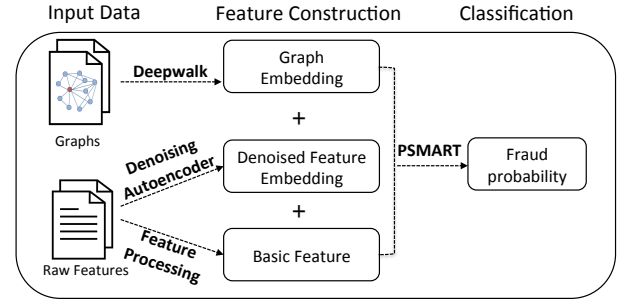 Input Data
Feature Construction
Classification
Graphs
Deepwalk
Graph
Embedding
+
Denoising
Autoencoder
Denoised Feature
Embedding
PSMART
Fraud
probability
+
Raw Features
Feature
Processing
Basic Feature